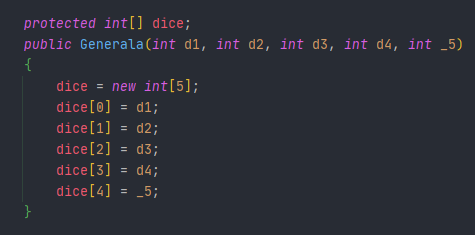 protected int[] dice;
public Generala(int d1, int d2, int d3, int d4, int _5)
{
dice = new int[5];
dice[0] = d1;
dice[1] = d2;
dice[2] = d3;
dice[3] = d4;
dice[4] = _5;
}